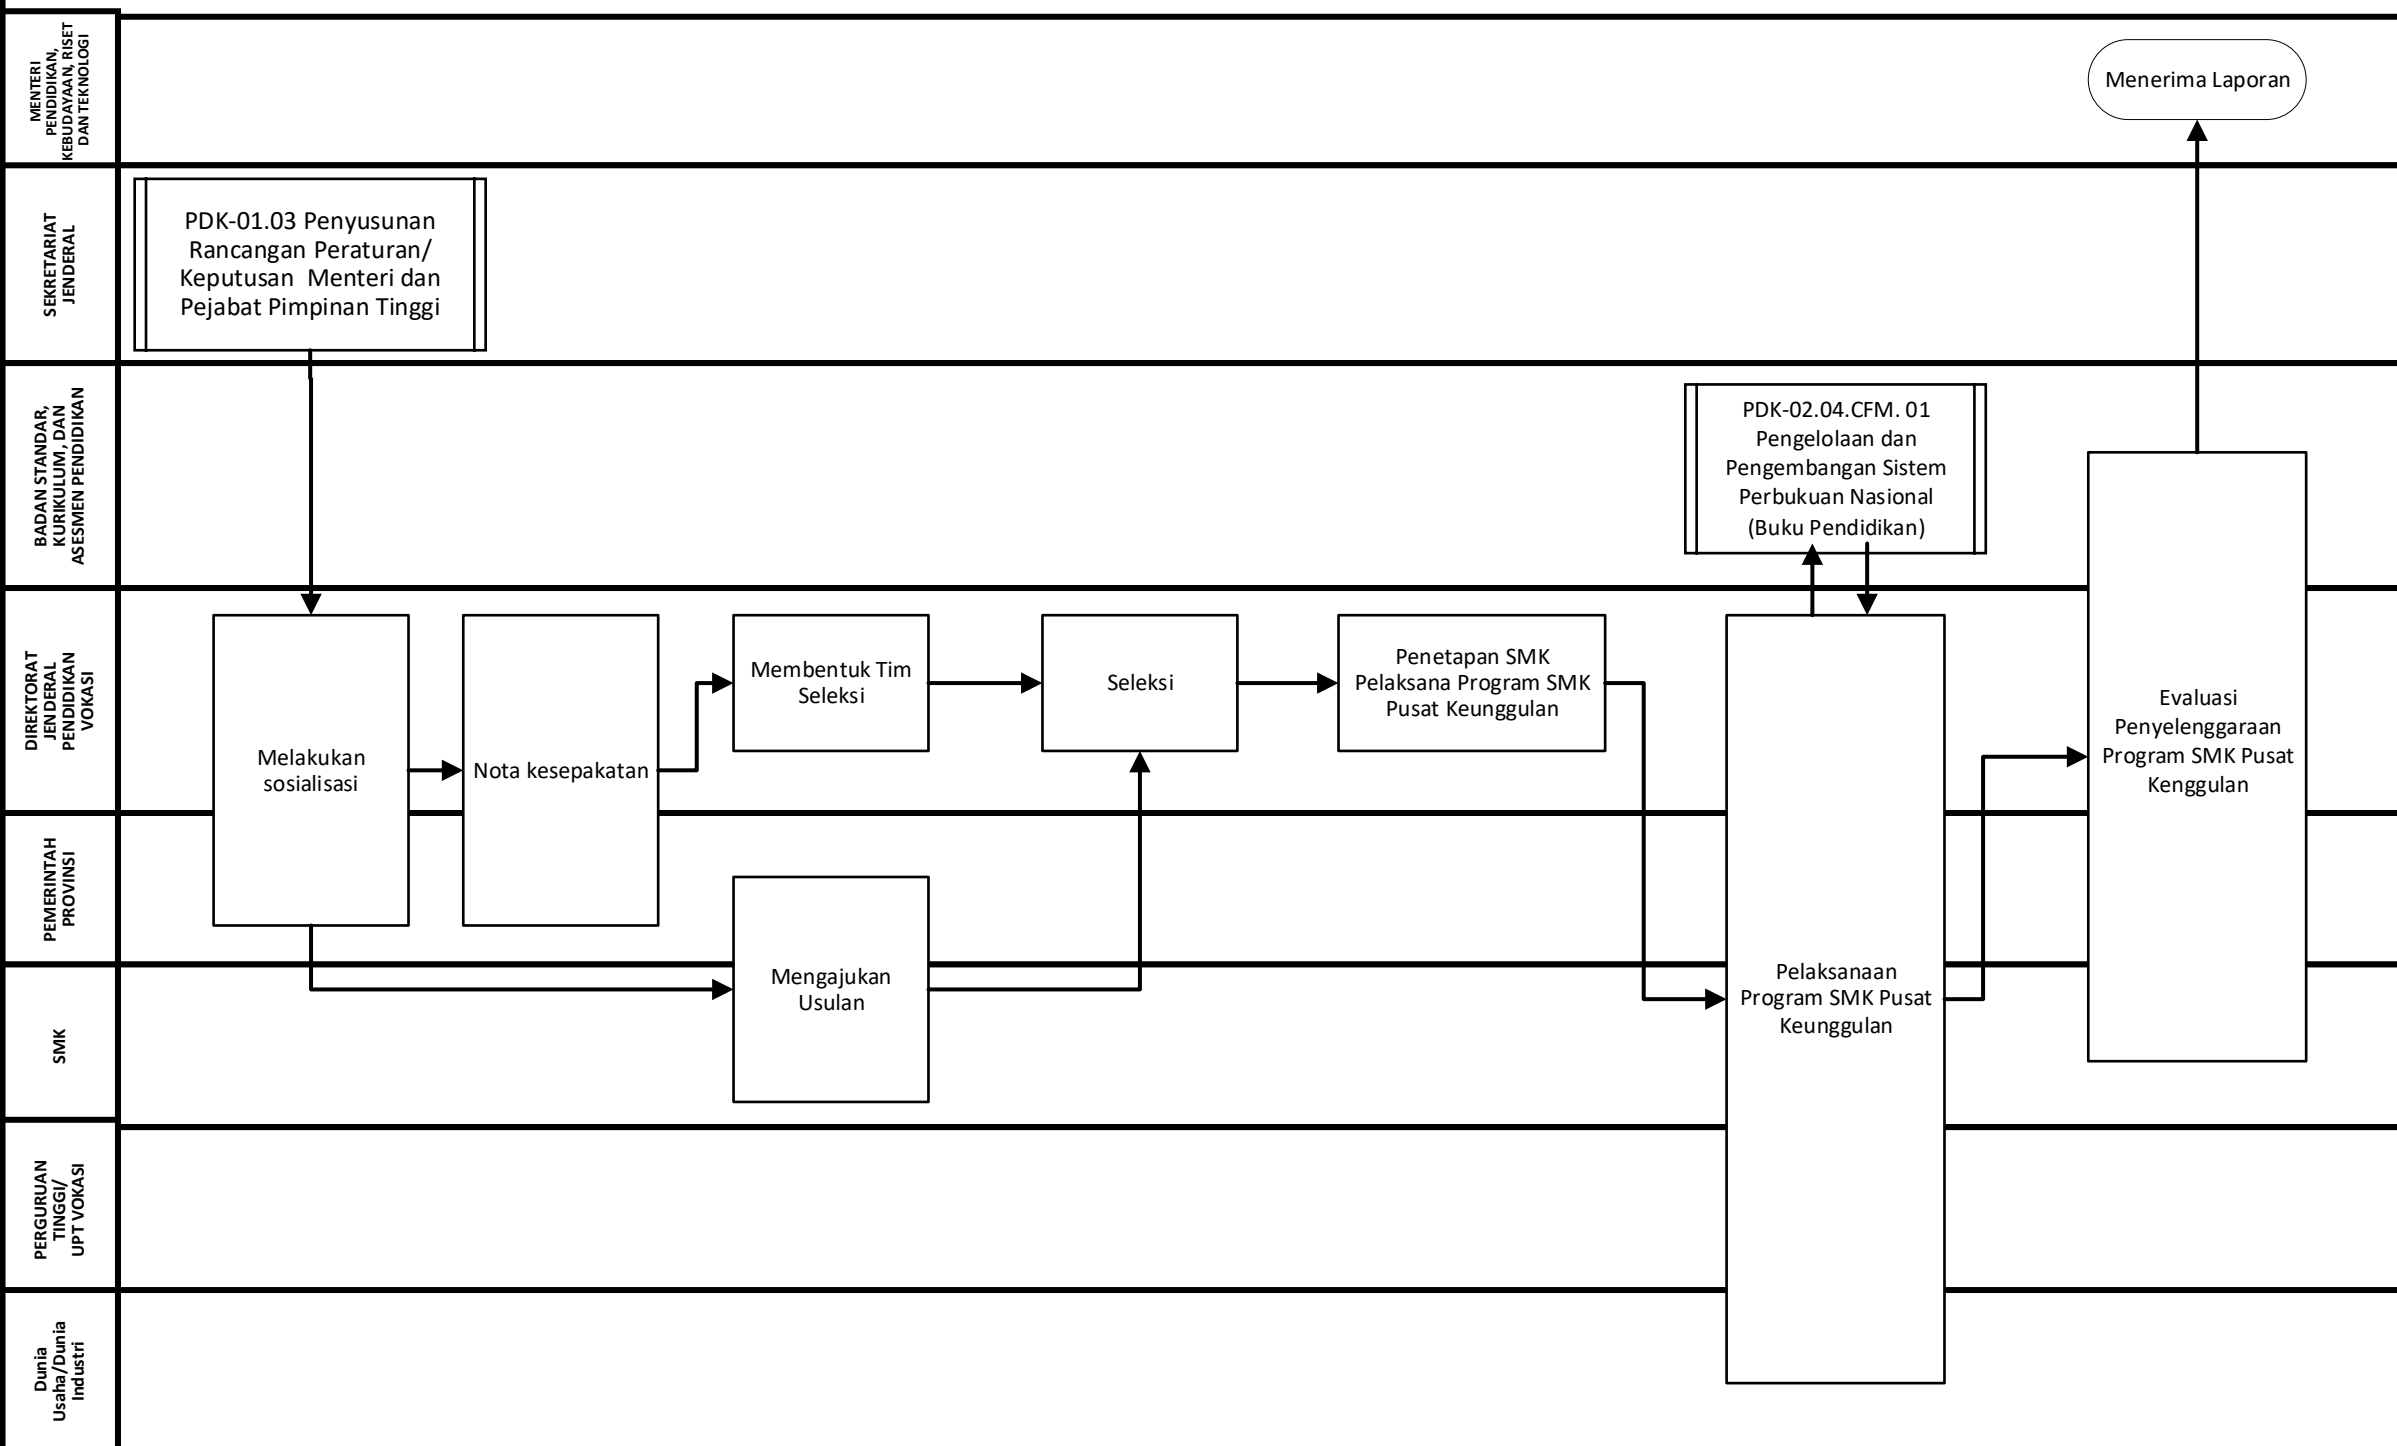 MENTERI
PENDIDIKAN,
KEBUDAYAAN, RISET
DAN TEKNOLOGI
Menerima Laporan
SEKRETARIAT
JENDERAL
PDK-01.03 Penyusunan
Rancangan Peraturan/
Keputusan  Menteri dan
Pejabat Pimpinan Tinggi
BADAN STANDAR,
KURIKULUM, DAN
ASESMEN PENDIDIKAN
PDK-02.04.CFM. 01
Pengelolaan dan
Pengembangan Sistem
Perbukuan Nasional
(Buku Pendidikan)
DIREKTORAT
JENDERAL
PENDIDIKAN
VOKASI
Melakukan
sosialisasi
Nota kesepakatan
Membentuk Tim
Seleksi
Seleksi
Penetapan SMK
Pelaksana Program SMK
Pusat Keunggulan
Evaluasi
Penyelenggaraan
Program SMK Pusat
Kenggulan
PEMERINTAH
PROVINSI
Mengajukan
Usulan
Pelaksanaan
Program SMK Pusat
Keunggulan
SMK
PERGURUAN
TINGGI/
UPT VOKASI
Dunia
Usaha/Dunia
Industri